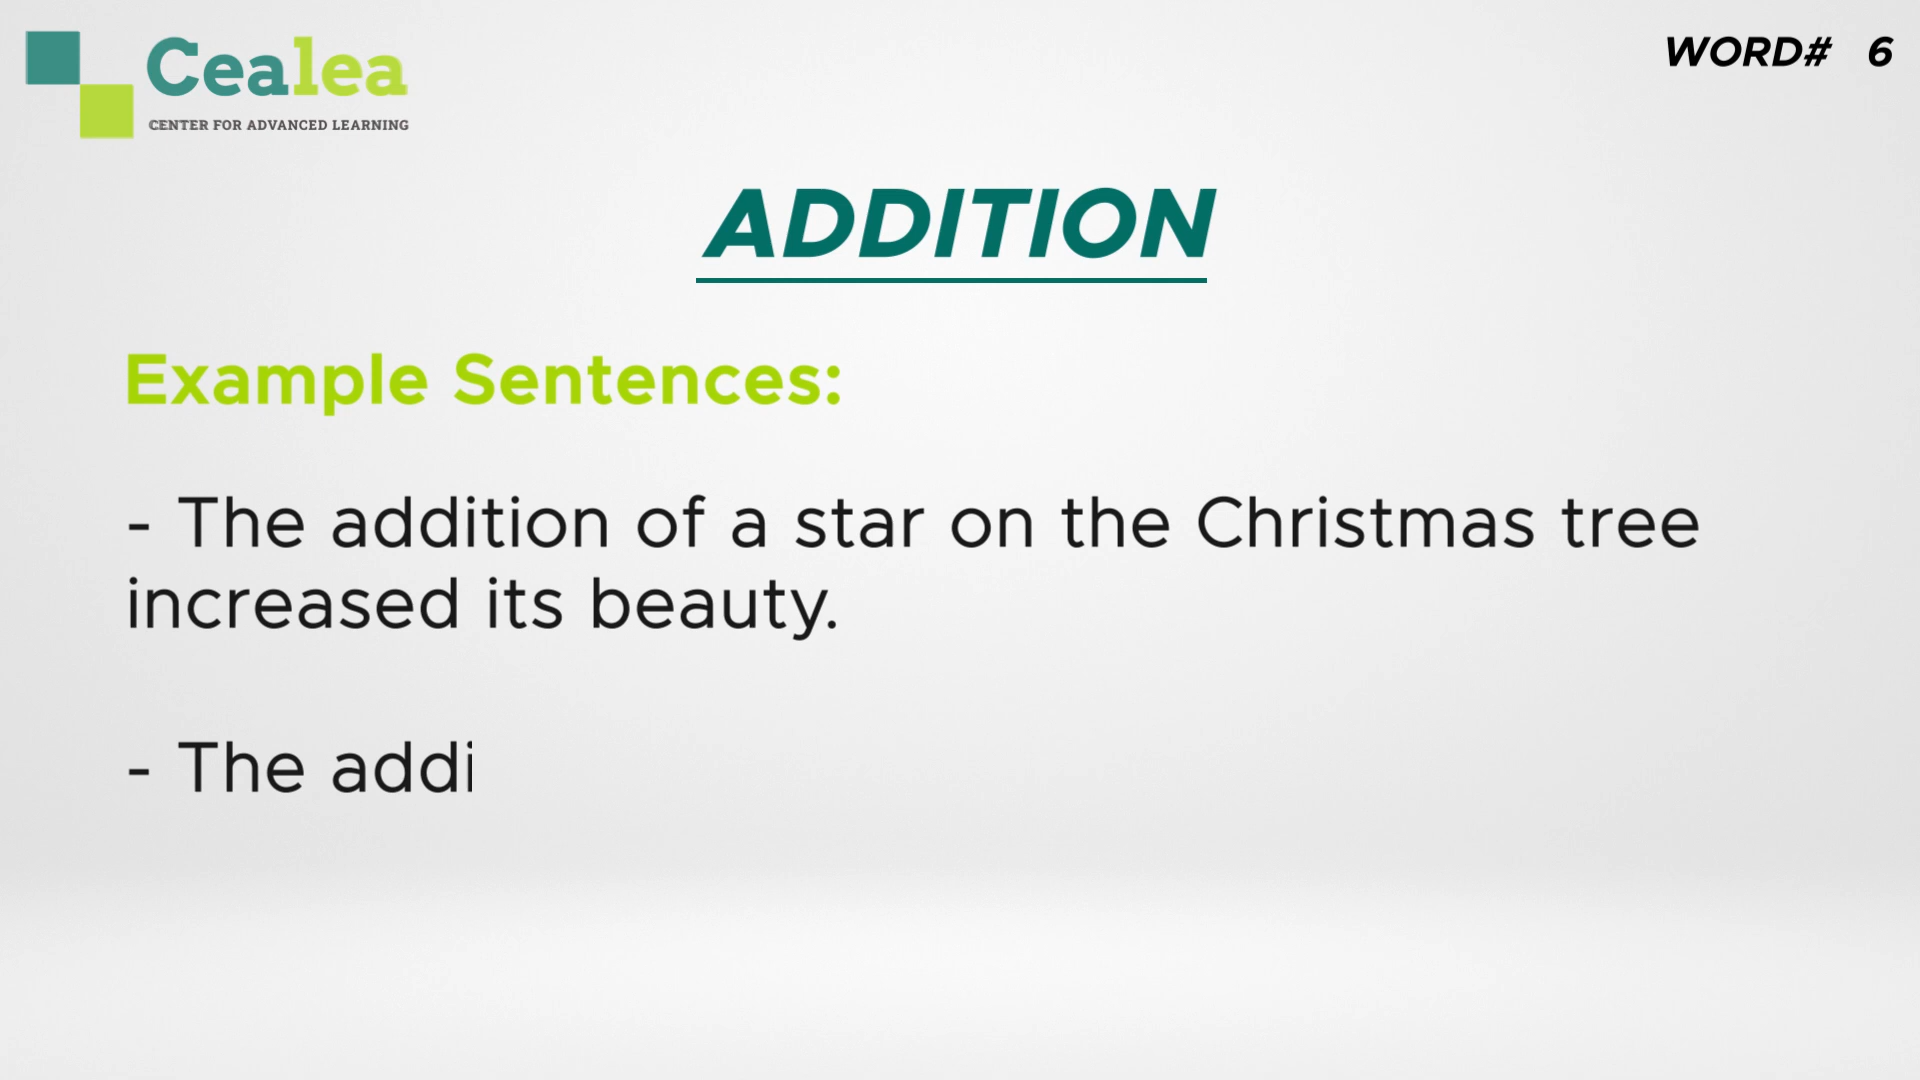 Cealea
CENTER FOR ADVANCED LEARNING
WORD# 6
ADDITION
Example Sentences:
- The addition of a star on the Christmas tree
increased its beauty.
- The addi